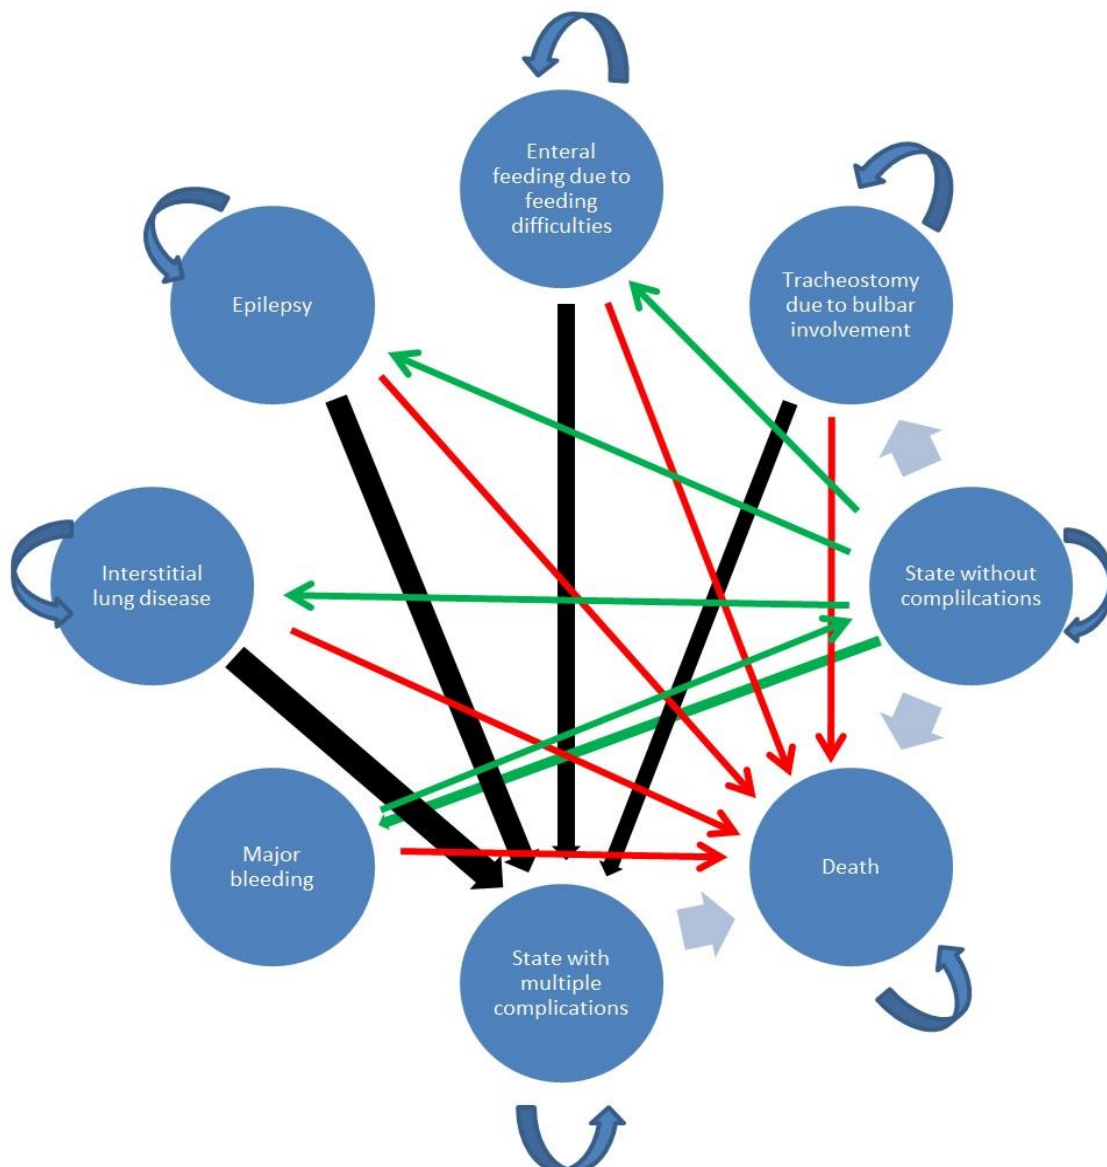 Enteral
feeding due to
feeding
difficulties
Tracheostomy
due to bulbar
involvement
Epilepsy
State without
complilcations
Interstitial
lung disease
Major
bleeding
Death
State with
multiple
complications